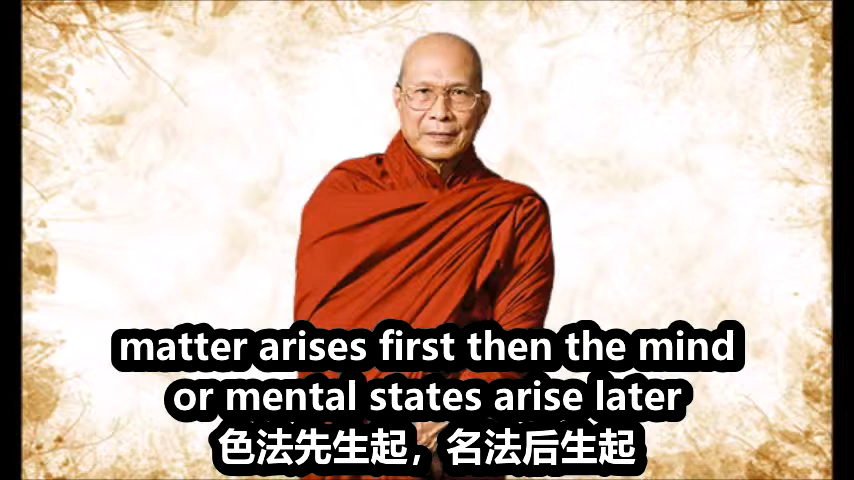 matter arises first then the mind
or mental states arise later
色法先生起，名法后生起